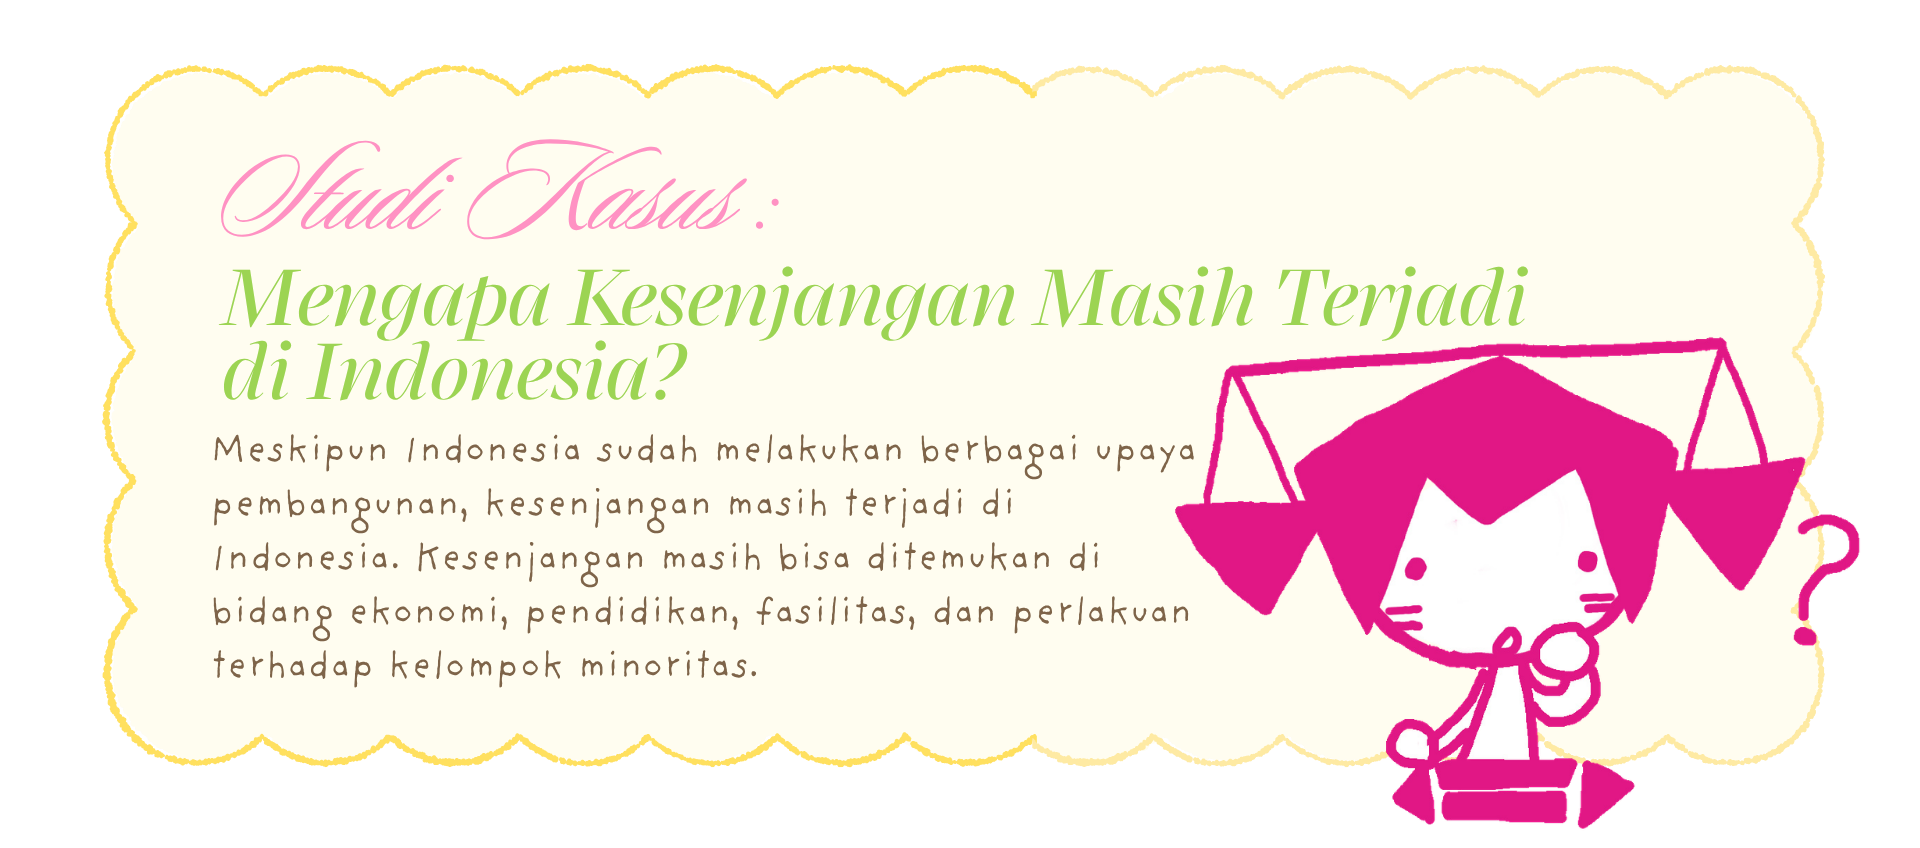 Studi Kasus :
Mengapa Kesenjangan Masih Terjadi
di Indonesia?
Meskipun Indonesia sudah melakukan berbagai upaya
pembangunan, kesenjangan masih terjadi di
Indonesia. Kesenjangan masih bisa ditemukan di
bidang ekonomi, pendidikan, fasilitas, dan perlakuan
terhadap kelompok minoritas.
?